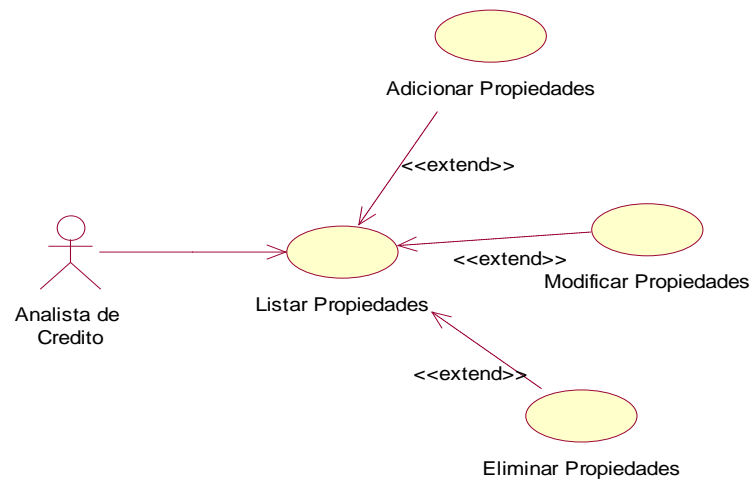 Adicionar Propiedades
<<extend>>
<<extend>>
Modificar Propiedades
Listar Propiedades
Analista de
Credito
<<extend>>
Eliminar Propiedades